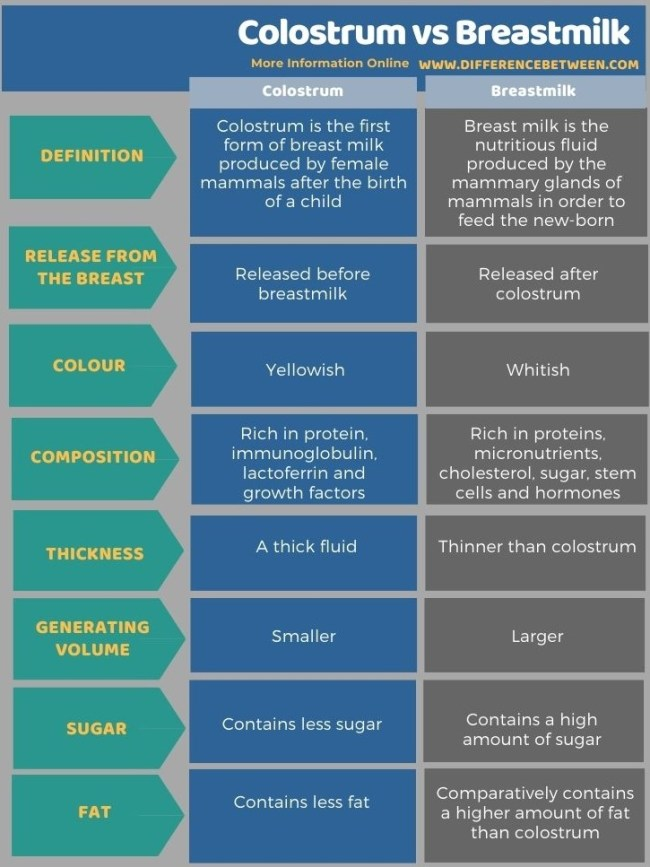 Colostrum vs Breastmilk
More Information Online WWW.DIFFERENCEBETWEEN.COM
Colostrum
Breastmilk
DEFINITION
Colostrum is the first
form of breast milk
produced by female
mammals after the birth
of a child
Breast milk is the
nutritious fluid
produced by the
mammary glands of
mammals in order to
feed the new-born
RELEASE FROM
THE BREAST
Released before
breastmilk
Released after
colostrum
COLOUR
Yellowish
Whitish
COMPOSITION
Rich in protein,
immunoglobulin,
lactoferrin and
growth factors
Rich in proteins,
micronutrients,
cholesterol, sugar, stem
cells and hormones
THICKNESS
A thick fluid
Thinner than colostrum
GENERATING
VOLUME
Smaller
Larger
SUGAR
Contains less sugar
Contains a high
amount of sugar
FAT
Contains less fat
Comparatively contains
a higher amount of fat
than colostrum